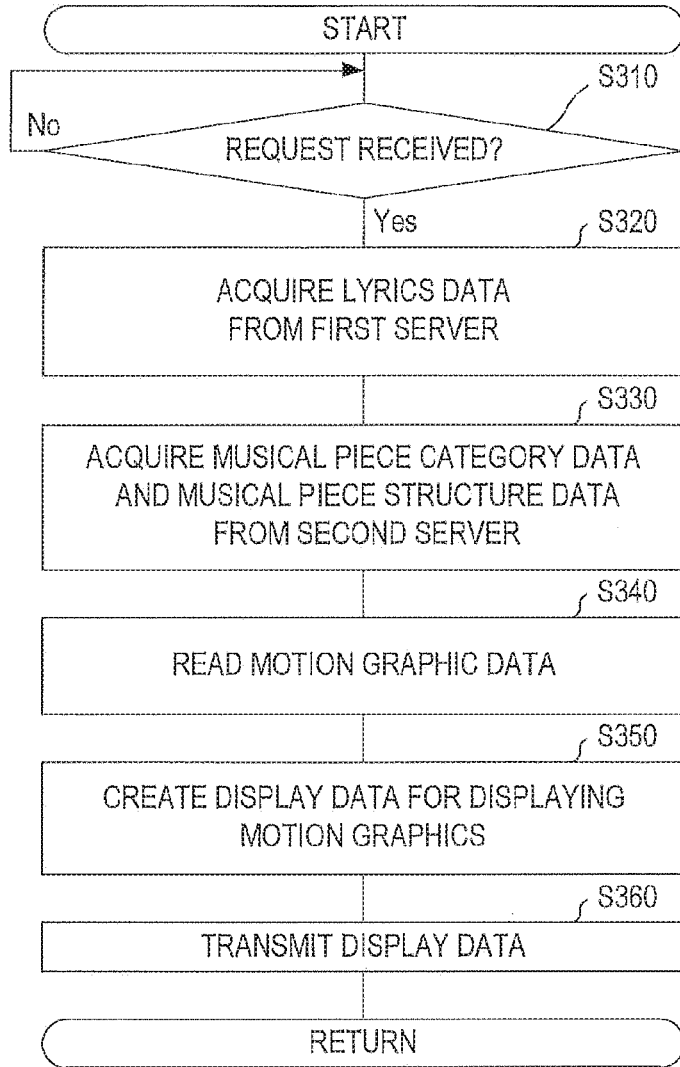 START
S310
No
REQUEST RECEIVED?
Yes
S320
ACQUIRE LYRICS DATA
FROM FIRST SERVER
S330
ACQUIRE MUSICAL PIECE CATEGORY DATA
AND MUSICAL PIECE STRUCTURE DATA
FROM SECOND SERVER
S340
READ MOTION GRAPHIC DATA
S350
CREATE DISPLAY DATA FOR DISPLAYING
MOTION GRAPHICS
S360
TRANSMIT DISPLAY DATA
RETURN